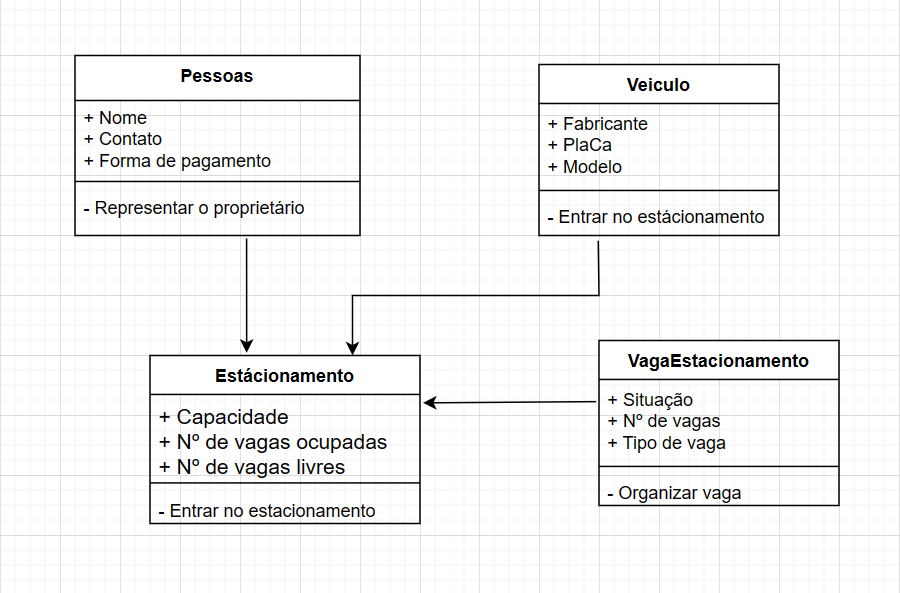 Pessoas
+ Nome
+ Contato
+ Forma de pagamento
- Representar o proprietário
Veiculo
+ Fabricante
+ PlaCa
+ Modelo
- Entrar no estácionamento
Estácionamento
+ Capacidade
+ Nº de vagas ocupadas
+ Nº de vagas livres
- Entrar no estacionamento
VagaEstacionamento
+ Situação
+ Nº de vagas
+ Tipo de vaga
- Organizar vaga